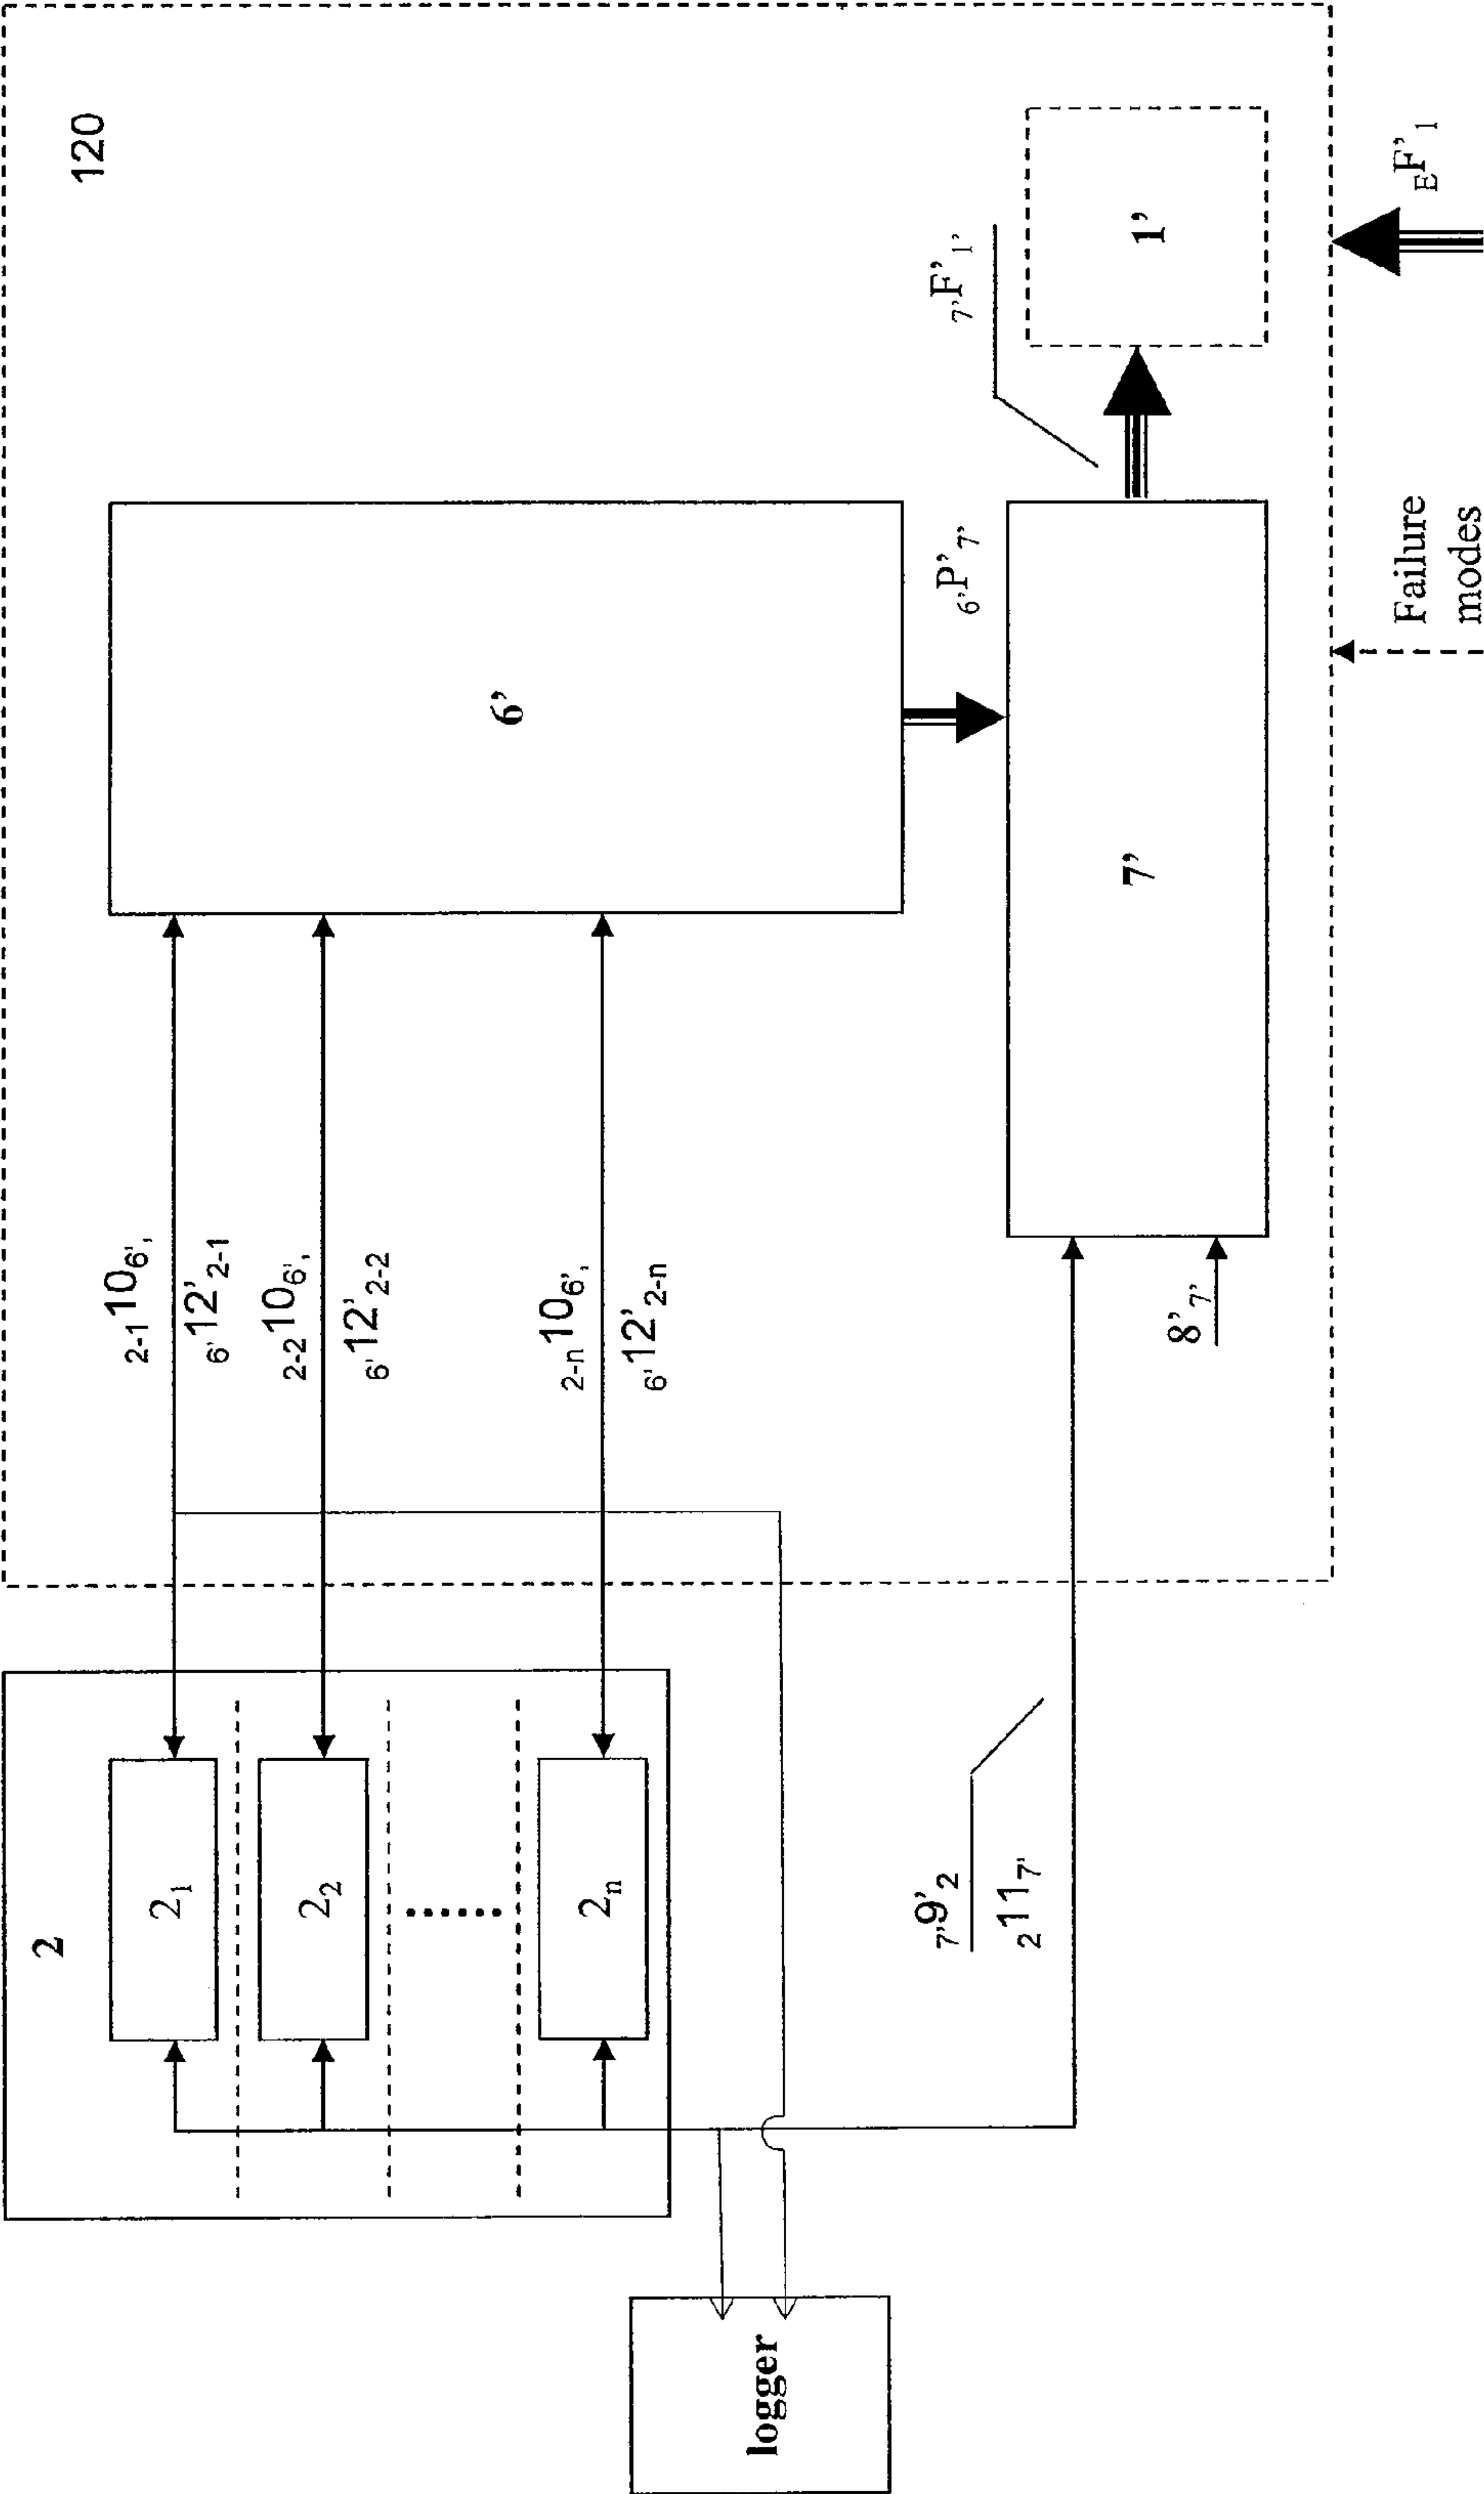 120
2
2₁
2₂
2ₙ
₂₋₁10₆',
₆'12'₂₋₁
₂₋₂10₆',
₆'12'₂₋₂
₂₋ₙ10₆',
₆'12'₂₋ₙ
6'
₆'P'₇'
₇'F'₁'
1'
7'
8'₇'
₇'9'₂
₂11₇'
logger
Failure
modes
ᴇF'₁